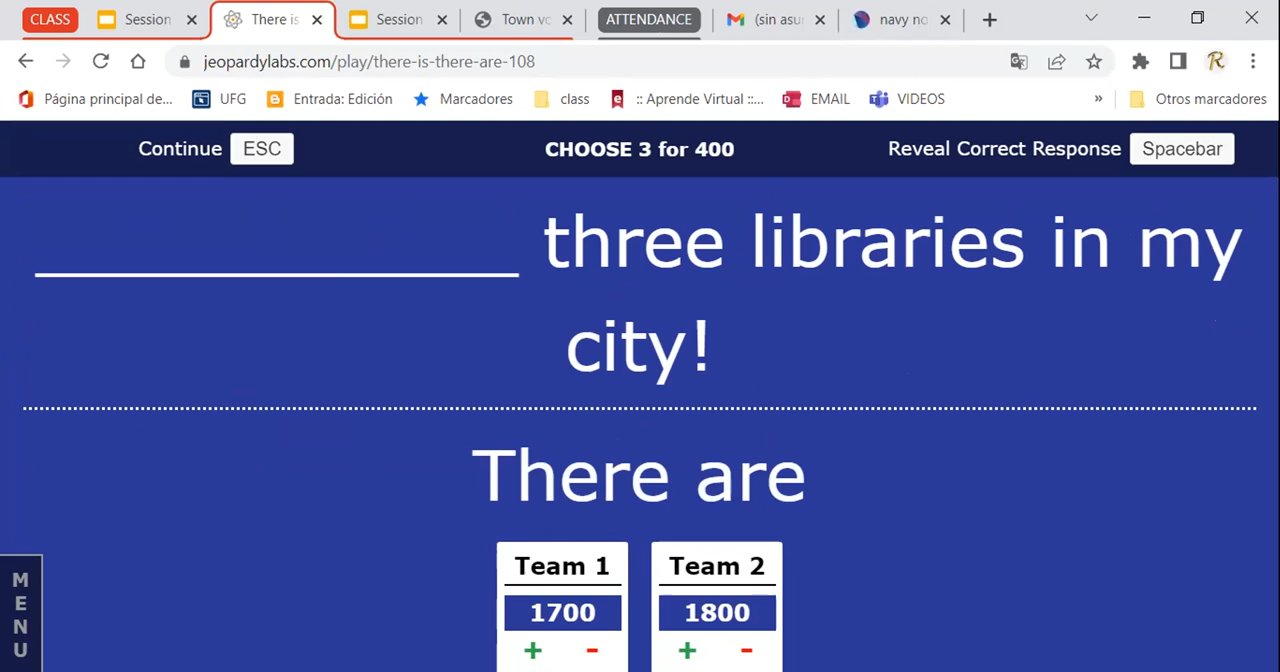 CLASS Session There is Session Town vo ATTENDANCE (sin asu navy no
jeopardylabs.com/play/there-is-there-are-108
Página principal de... UFG Entrada: Edición Marcadores class :: Aprende Virtual ::... EMAIL VIDEOS » Otros marcadores
Continue ESC CHOOSE 3 for 400 Reveal Correct Response Spacebar
_______________ three libraries in my
city!
There are
Team 1 Team 2
1700 1800
+ - + -
MENU